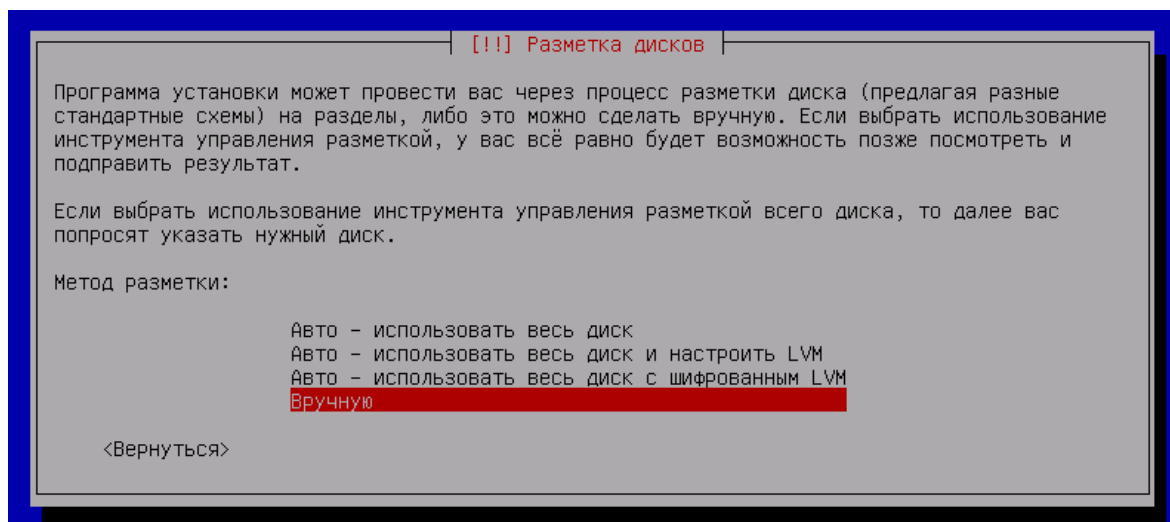 [!!] Разметка дисков
Программа установки может провести вас через процесс разметки диска (предлагая разные
стандартные схемы) на разделы, либо это можно сделать вручную. Если выбрать использование
инструмента управления разметкой, у вас всё равно будет возможность позже посмотреть и
подправить результат.
Если выбрать использование инструмента управления разметкой всего диска, то далее вас
попросят указать нужный диск.
Метод разметки:
Авто – использовать весь диск
Авто – использовать весь диск и настроить LVM
Авто – использовать весь диск с шифрованным LVM
Вручную
<Вернуться>